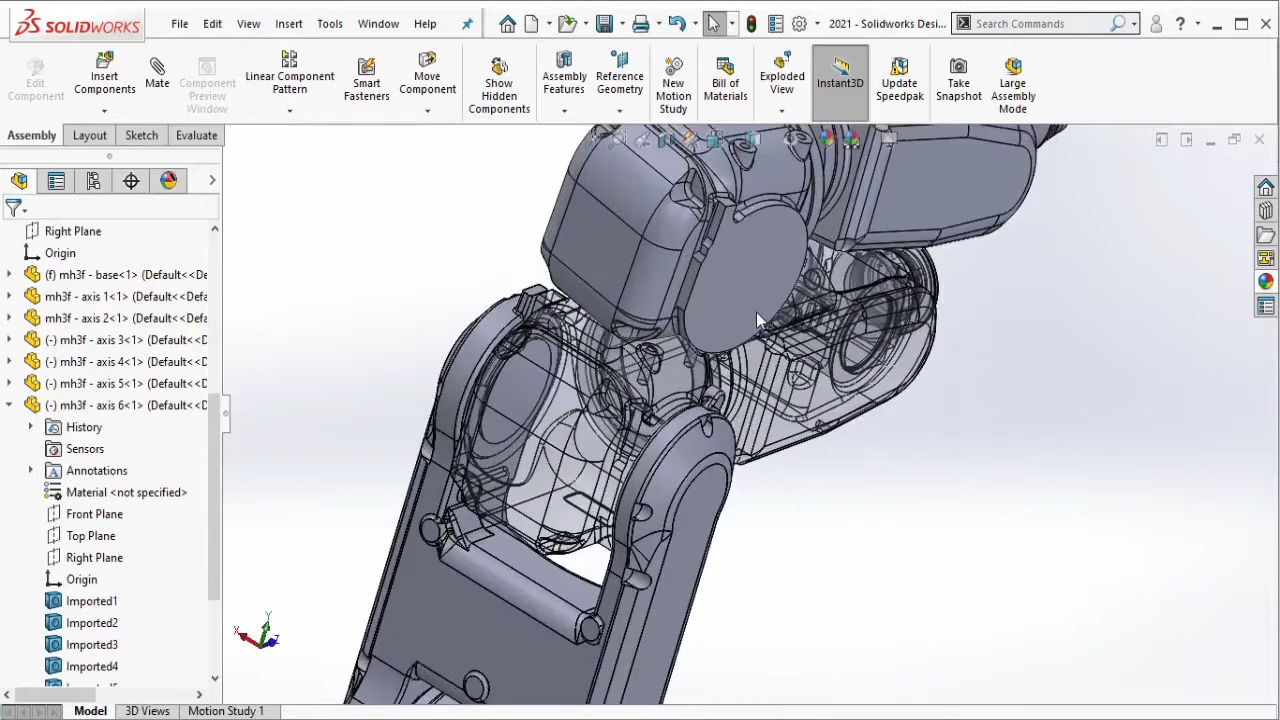 SOLIDWORKS
File Edit View Insert Tools Window Help
2021 - Solidworks Desi...
Search Commands
Edit
Component
Insert
Components
Mate
Component
Preview
Window
Linear Component
Pattern
Smart
Fasteners
Move
Component
Show
Hidden
Components
Assembly
Features
Reference
Geometry
New
Motion
Study
Bill of
Materials
Exploded
View
Instant3D
Update
Speedpak
Take
Snapshot
Large
Assembly
Mode
Assembly Layout Sketch Evaluate
Right Plane
Origin
(f) mh3f - base<1> (Default<<De
mh3f - axis 1<1> (Default<<Defa
mh3f - axis 2<1> (Default<<Defa
(-) mh3f - axis 3<1> (Default<<D
(-) mh3f - axis 4<1> (Default<<D
(-) mh3f - axis 5<1> (Default<<D
(-) mh3f - axis 6<1> (Default<<D
History
Sensors
Annotations
Material <not specified>
Front Plane
Top Plane
Right Plane
Origin
Imported1
Imported2
Imported3
Imported4
X Y Z
Model 3D Views Motion Study 1